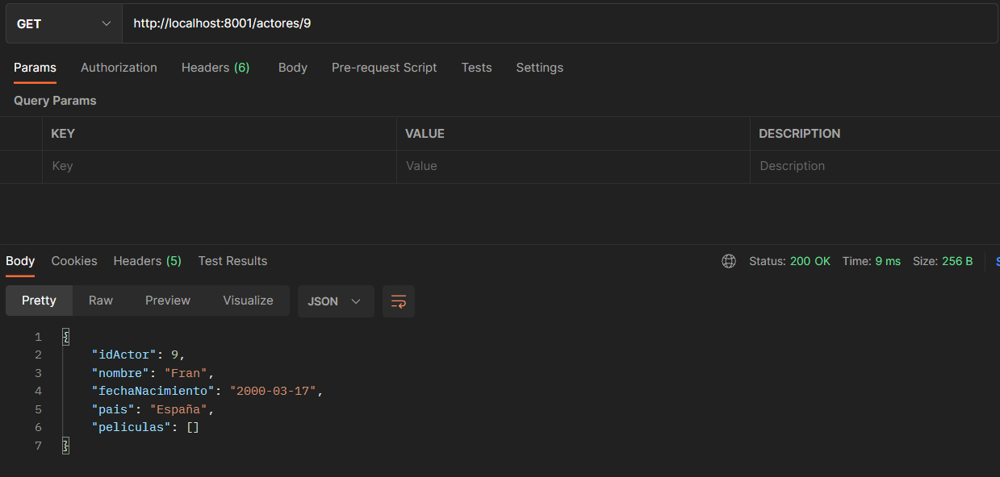 GET http://localhost:8001/actores/9
Params Authorization Headers (6) Body Pre-request Script Tests Settings
Query Params
KEY VALUE DESCRIPTION
Key Value Description
Body Cookies Headers (5) Test Results Status: 200 OK Time: 9 ms Size: 256 B
Pretty Raw Preview Visualize JSON
1 {
2 "idActor": 9,
3 "nombre": "Fran",
4 "fechaNacimiento": "2000-03-17",
5 "pais": "España",
6 "peliculas": []
7 }